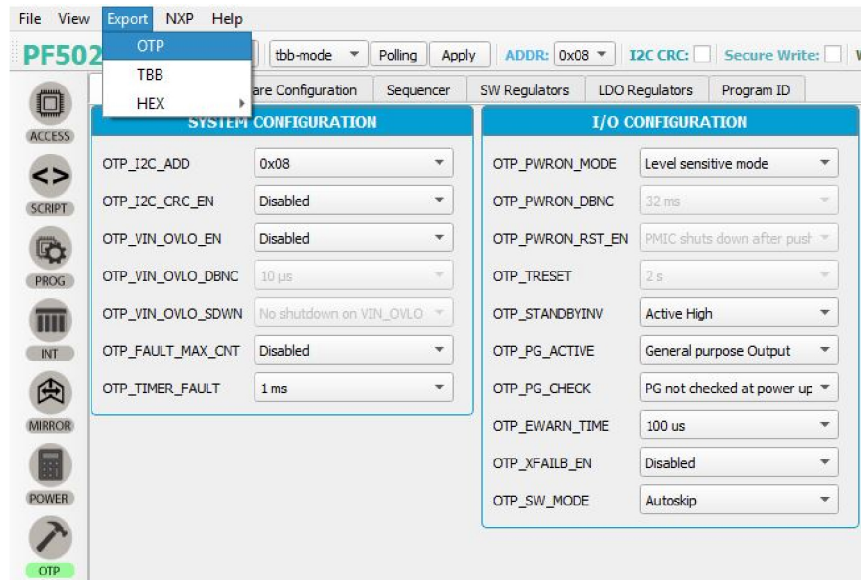 File View Export NXP Help
PF502 tbb-mode Polling Apply ADDR: 0x08 I2C CRC: Secure Write:
OTP
TBB
HEX
are Configuration Sequencer SW Regulators LDO Regulators Program ID
ACCESS
SCRIPT
PROG
INT
MIRROR
POWER
OTP
SYSTEM CONFIGURATION
OTP_I2C_ADD 0x08
OTP_I2C_CRC_EN Disabled
OTP_VIN_OVLO_EN Disabled
OTP_VIN_OVLO_DBNC 10 µs
OTP_VIN_OVLO_SDWN No shutdown on VIN_OVLO
OTP_FAULT_MAX_CNT Disabled
OTP_TIMER_FAULT 1 ms
I/O CONFIGURATION
OTP_PWRON_MODE Level sensitive mode
OTP_PWRON_DBNC 32 ms
OTP_PWRON_RST_EN PMIC shuts down after push
OTP_TRESET 2 s
OTP_STANDBYINV Active High
OTP_PG_ACTIVE General purpose Output
OTP_PG_CHECK PG not checked at power up
OTP_EWARN_TIME 100 us
OTP_XFAILB_EN Disabled
OTP_SW_MODE Autoskip